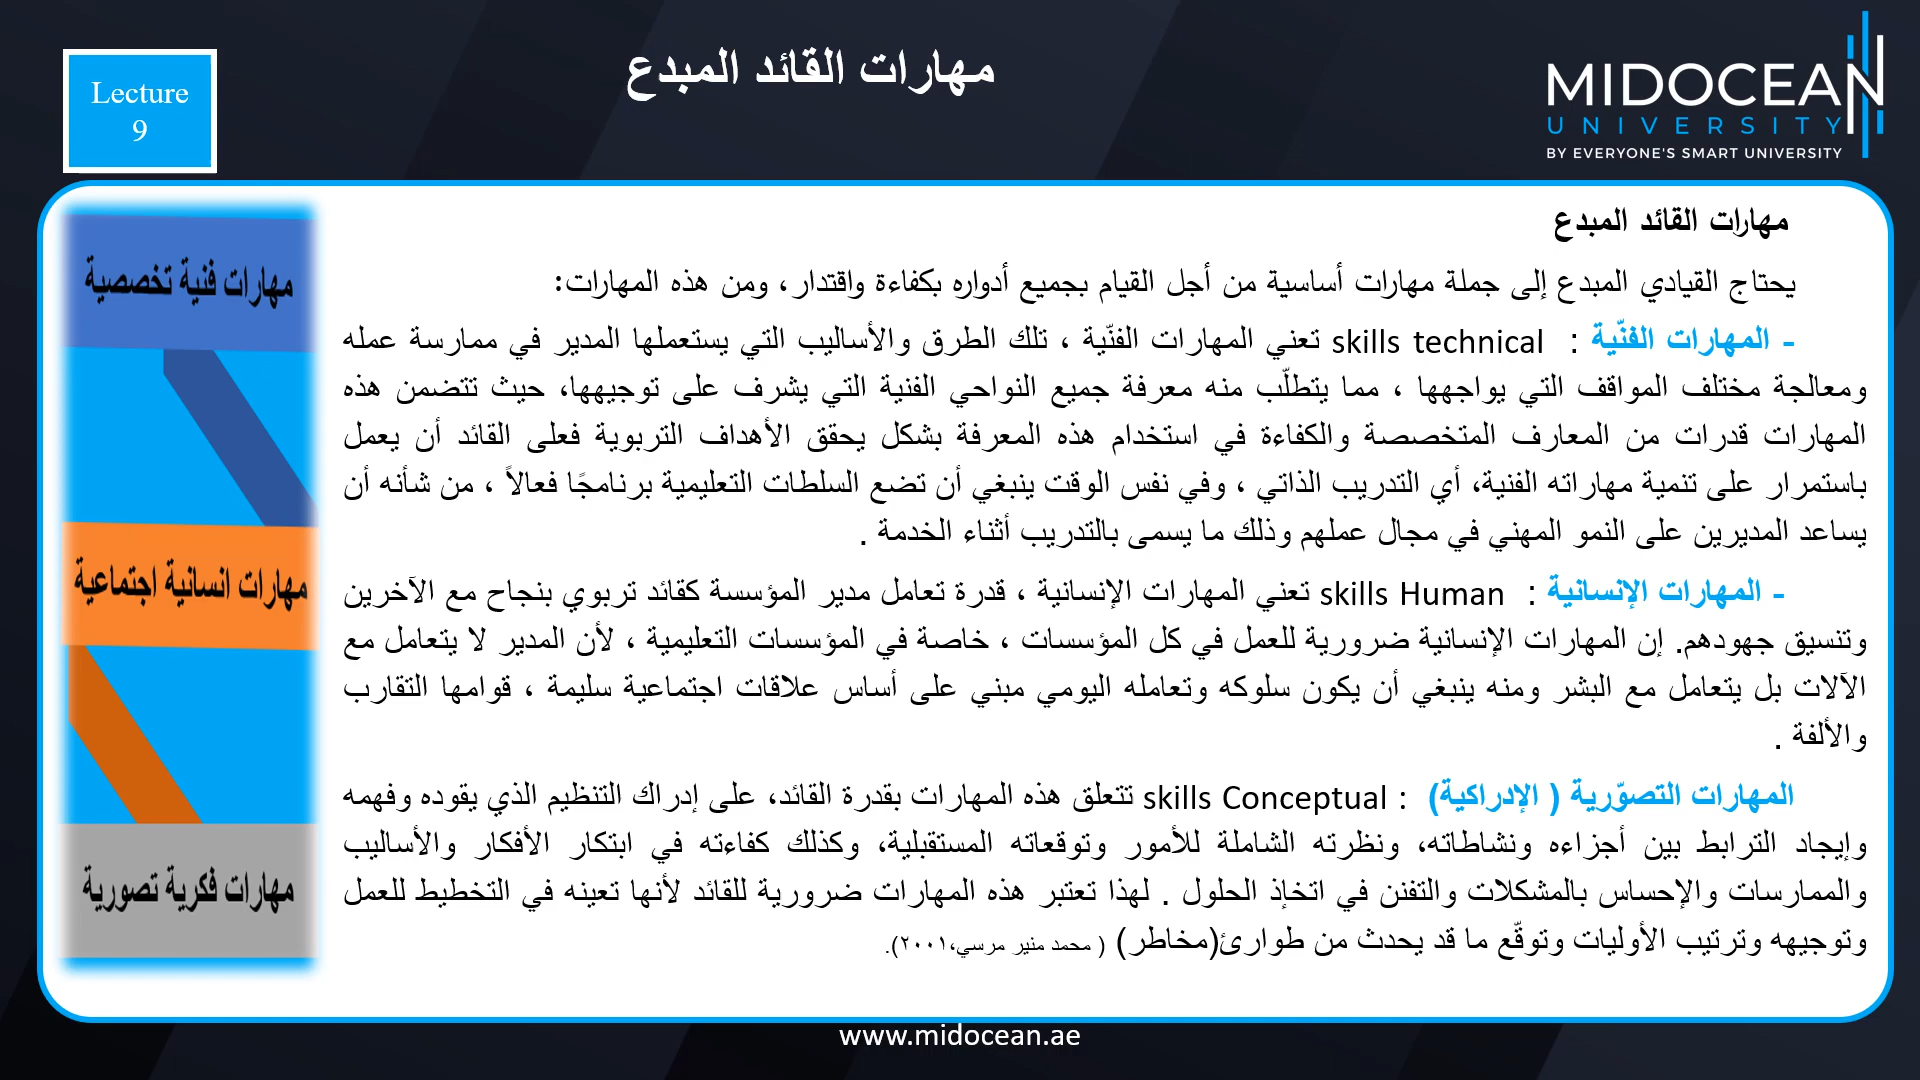 Lecture
9
مهارات القائد المبدع
MIDOCEAN
UNIVERSITY
BY EVERYONE'S SMART UNIVERSITY
مهارات القائد المبدع
يحتاج القيادي المبدع إلى جملة مهارات أساسية من أجل القيام بجميع أدواره بكفاءة واقتدار، ومن هذه المهارات:
- المهارات الفنّية : skills technical تعني المهارات الفنّية ، تلك الطرق والأساليب التي يستعملها المدير في ممارسة عمله
ومعالجة مختلف المواقف التي يواجهها ، مما يتطلّب منه معرفة جميع النواحي الفنية التي يشرف على توجيهها، حيث تتضمن هذه
المهارات قدرات من المعارف المتخصصة والكفاءة في استخدام هذه المعرفة بشكل يحقق الأهداف التربوية فعلى القائد أن يعمل
باستمرار على تنمية مهاراته الفنية، أي التدريب الذاتي ، وفي نفس الوقت ينبغي أن تضع السلطات التعليمية برنامجًا فعالاً ، من شأنه أن
يساعد المديرين على النمو المهني في مجال عملهم وذلك ما يسمى بالتدريب أثناء الخدمة .
- المهارات الإنسانية : skills Human تعني المهارات الإنسانية ، قدرة تعامل مدير المؤسسة كقائد تربوي بنجاح مع الآخرين
وتنسيق جهودهم. إن المهارات الإنسانية ضرورية للعمل في كل المؤسسات ، خاصة في المؤسسات التعليمية ، لأن المدير لا يتعامل مع
الآلات بل يتعامل مع البشر ومنه ينبغي أن يكون سلوكه وتعامله اليومي مبني على أساس علاقات اجتماعية سليمة ، قوامها التقارب
والألفة .
المهارات التصوّرية ( الإدراكية) : skills Conceptual تتعلق هذه المهارات بقدرة القائد، على إدراك التنظيم الذي يقوده وفهمه
وإيجاد الترابط بين أجزاءه ونشاطاته، ونظرته الشاملة للأمور وتوقعاته المستقبلية، وكذلك كفاءته في ابتكار الأفكار والأساليب
والممارسات والإحساس بالمشكلات والتفنن في اتخإذ الحلول . لهذا تعتبر هذه المهارات ضرورية للقائد لأنها تعينه في التخطيط للعمل
وتوجيهه وترتيب الأوليات وتوقّع ما قد يحدث من طوارئ(مخاطر) ( محمد منير مرسي،٢٠٠١).
مهارات فنية تخصصية
مهارات انسانية اجتماعية
مهارات فكرية تصورية
www.midocean.ae